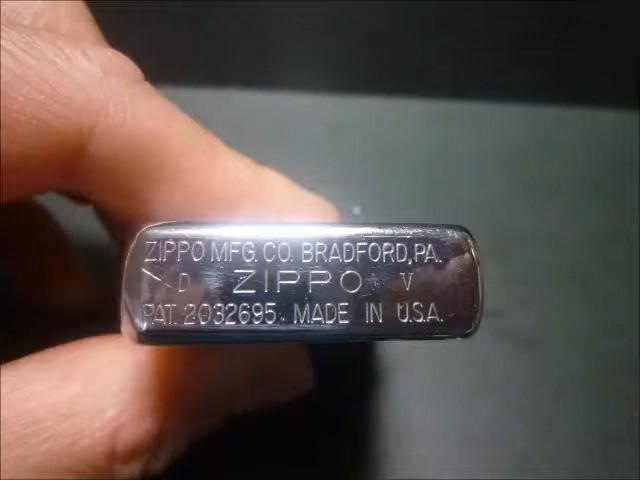 ZIPPO MFG. CO. BRADFORD, PA.
/ D ZIPPO V
PAT. 2032695. MADE IN U.S.A.